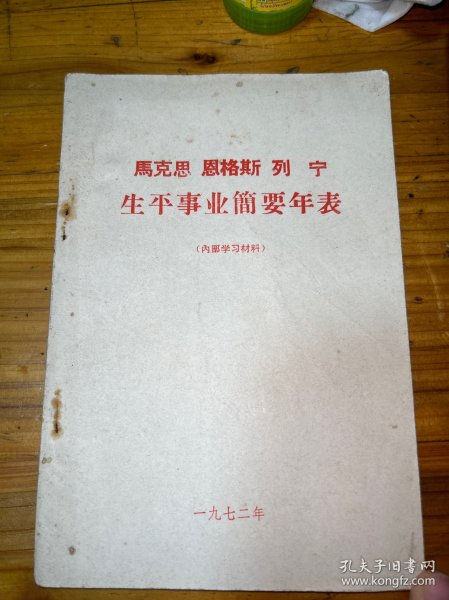 馬克思 恩格斯 列 宁
生平事业簡要年表
（內部学习材料）
一九七二年
孔夫子旧书网
www.kongfz.com